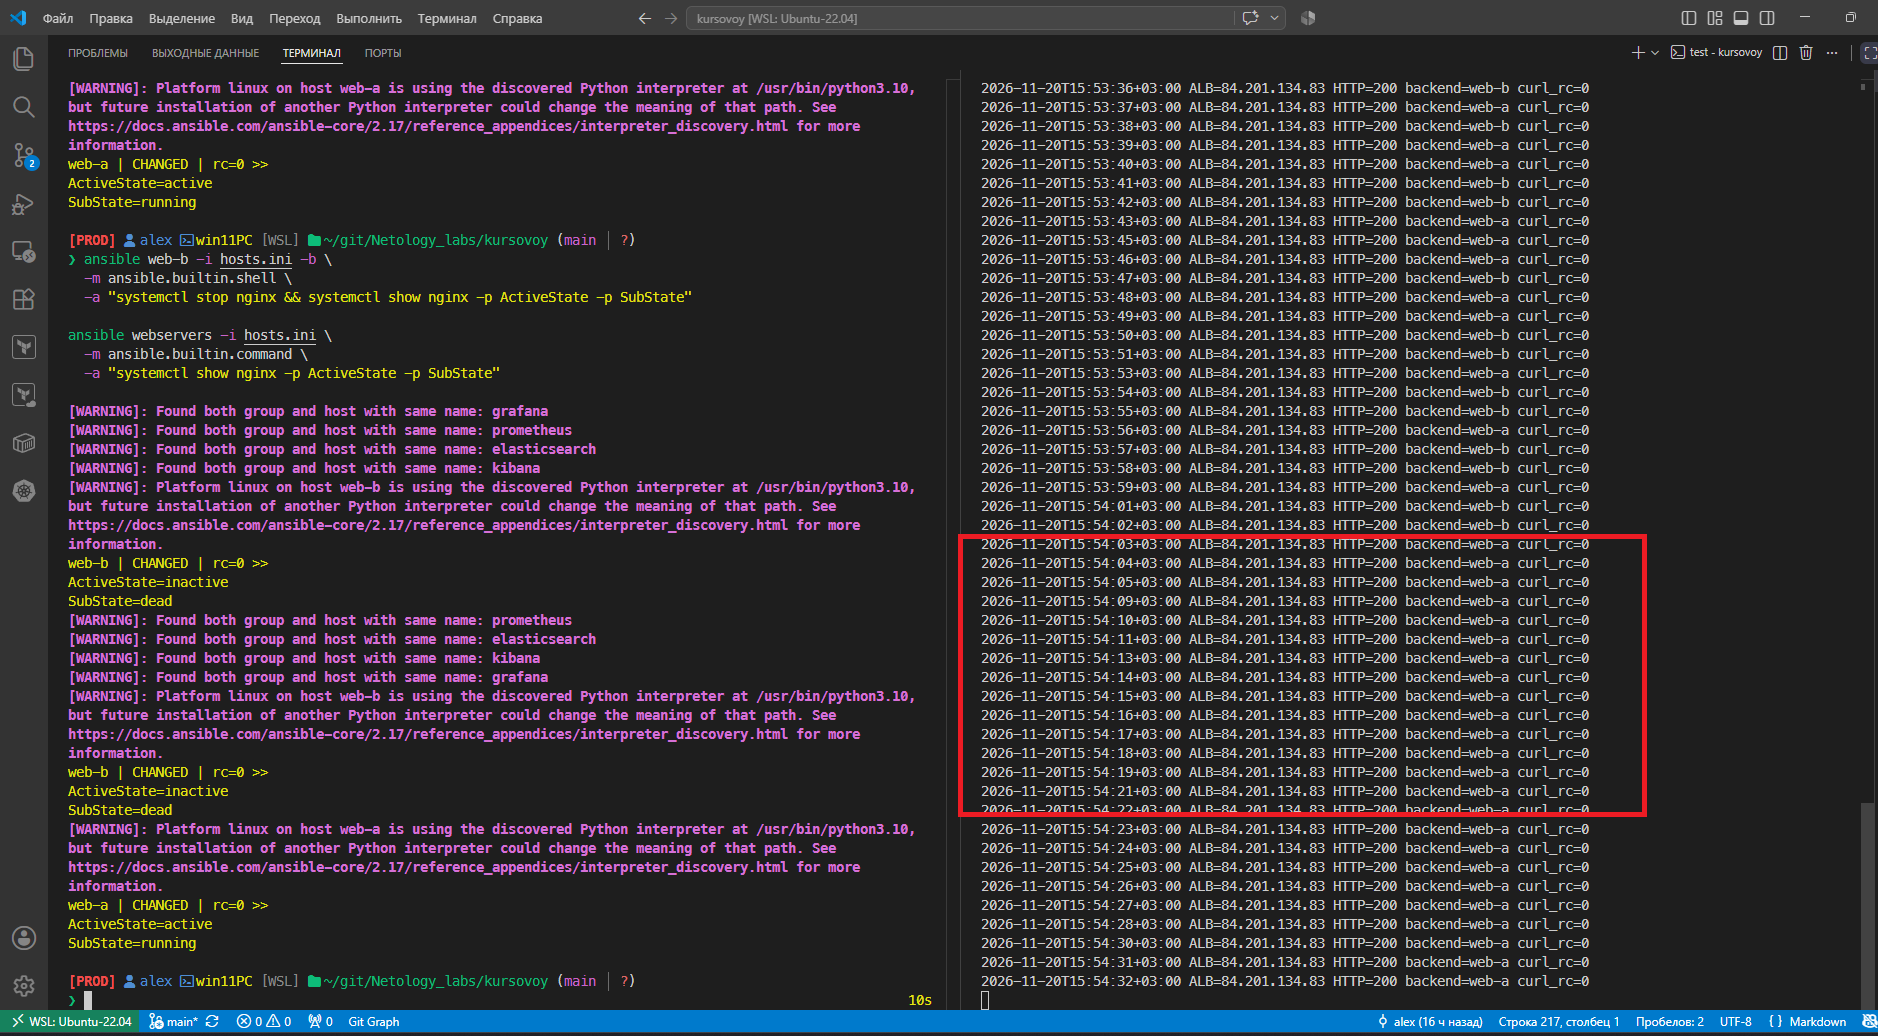 Файл Правка Выделение Вид Переход Выполнить Терминал Справка
kursovoy [WSL: Ubuntu-22.04]
ПРОБЛЕМЫ ВЫХОДНЫЕ ДАННЫЕ ТЕРМИНАЛ ПОРТЫ
test - kursovoy
2
[WARNING]: Platform linux on host web-a is using the discovered Python interpreter at /usr/bin/python3.10,
but future installation of another Python interpreter could change the meaning of that path. See
https://docs.ansible.com/ansible-core/2.17/reference_appendices/interpreter_discovery.html for more
information.
web-a | CHANGED | rc=0 >>
ActiveState=active
SubState=running
[PROD] alex win11PC [WSL] ~/git/Netology_labs/kursovoy (main | ?)
❯ ansible web-b -i hosts.ini -b \
-m ansible.builtin.shell \
-a "systemctl stop nginx && systemctl show nginx -p ActiveState -p SubState"
ansible webservers -i hosts.ini \
-m ansible.builtin.command \
-a "systemctl show nginx -p ActiveState -p SubState"
[WARNING]: Found both group and host with same name: grafana
[WARNING]: Found both group and host with same name: prometheus
[WARNING]: Found both group and host with same name: elasticsearch
[WARNING]: Found both group and host with same name: kibana
[WARNING]: Platform linux on host web-b is using the discovered Python interpreter at /usr/bin/python3.10,
but future installation of another Python interpreter could change the meaning of that path. See
https://docs.ansible.com/ansible-core/2.17/reference_appendices/interpreter_discovery.html for more
information.
web-b | CHANGED | rc=0 >>
ActiveState=inactive
SubState=dead
[WARNING]: Found both group and host with same name: prometheus
[WARNING]: Found both group and host with same name: elasticsearch
[WARNING]: Found both group and host with same name: kibana
[WARNING]: Found both group and host with same name: grafana
[WARNING]: Platform linux on host web-b is using the discovered Python interpreter at /usr/bin/python3.10,
but future installation of another Python interpreter could change the meaning of that path. See
https://docs.ansible.com/ansible-core/2.17/reference_appendices/interpreter_discovery.html for more
information.
web-b | CHANGED | rc=0 >>
ActiveState=inactive
SubState=dead
[WARNING]: Platform linux on host web-a is using the discovered Python interpreter at /usr/bin/python3.10,
but future installation of another Python interpreter could change the meaning of that path. See
https://docs.ansible.com/ansible-core/2.17/reference_appendices/interpreter_discovery.html for more
information.
web-a | CHANGED | rc=0 >>
ActiveState=active
SubState=running
[PROD] alex win11PC [WSL] ~/git/Netology_labs/kursovoy (main | ?)
❯ 10s
2026-11-20T15:53:36+03:00 ALB=84.201.134.83 HTTP=200 backend=web-b curl_rc=0
2026-11-20T15:53:37+03:00 ALB=84.201.134.83 HTTP=200 backend=web-a curl_rc=0
2026-11-20T15:53:38+03:00 ALB=84.201.134.83 HTTP=200 backend=web-b curl_rc=0
2026-11-20T15:53:39+03:00 ALB=84.201.134.83 HTTP=200 backend=web-a curl_rc=0
2026-11-20T15:53:40+03:00 ALB=84.201.134.83 HTTP=200 backend=web-a curl_rc=0
2026-11-20T15:53:41+03:00 ALB=84.201.134.83 HTTP=200 backend=web-b curl_rc=0
2026-11-20T15:53:42+03:00 ALB=84.201.134.83 HTTP=200 backend=web-b curl_rc=0
2026-11-20T15:53:43+03:00 ALB=84.201.134.83 HTTP=200 backend=web-a curl_rc=0
2026-11-20T15:53:45+03:00 ALB=84.201.134.83 HTTP=200 backend=web-b curl_rc=0
2026-11-20T15:53:46+03:00 ALB=84.201.134.83 HTTP=200 backend=web-b curl_rc=0
2026-11-20T15:53:47+03:00 ALB=84.201.134.83 HTTP=200 backend=web-b curl_rc=0
2026-11-20T15:53:48+03:00 ALB=84.201.134.83 HTTP=200 backend=web-a curl_rc=0
2026-11-20T15:53:49+03:00 ALB=84.201.134.83 HTTP=200 backend=web-a curl_rc=0
2026-11-20T15:53:50+03:00 ALB=84.201.134.83 HTTP=200 backend=web-b curl_rc=0
2026-11-20T15:53:51+03:00 ALB=84.201.134.83 HTTP=200 backend=web-b curl_rc=0
2026-11-20T15:53:53+03:00 ALB=84.201.134.83 HTTP=200 backend=web-a curl_rc=0
2026-11-20T15:53:54+03:00 ALB=84.201.134.83 HTTP=200 backend=web-b curl_rc=0
2026-11-20T15:53:55+03:00 ALB=84.201.134.83 HTTP=200 backend=web-b curl_rc=0
2026-11-20T15:53:56+03:00 ALB=84.201.134.83 HTTP=200 backend=web-a curl_rc=0
2026-11-20T15:53:57+03:00 ALB=84.201.134.83 HTTP=200 backend=web-b curl_rc=0
2026-11-20T15:53:58+03:00 ALB=84.201.134.83 HTTP=200 backend=web-a curl_rc=0
2026-11-20T15:53:59+03:00 ALB=84.201.134.83 HTTP=200 backend=web-a curl_rc=0
2026-11-20T15:54:01+03:00 ALB=84.201.134.83 HTTP=200 backend=web-b curl_rc=0
2026-11-20T15:54:02+03:00 ALB=84.201.134.83 HTTP=200 backend=web-b curl_rc=0
2026-11-20T15:54:03+03:00 ALB=84.201.134.83 HTTP=200 backend=web-a curl_rc=0
2026-11-20T15:54:04+03:00 ALB=84.201.134.83 HTTP=200 backend=web-a curl_rc=0
2026-11-20T15:54:05+03:00 ALB=84.201.134.83 HTTP=200 backend=web-a curl_rc=0
2026-11-20T15:54:09+03:00 ALB=84.201.134.83 HTTP=200 backend=web-a curl_rc=0
2026-11-20T15:54:10+03:00 ALB=84.201.134.83 HTTP=200 backend=web-a curl_rc=0
2026-11-20T15:54:11+03:00 ALB=84.201.134.83 HTTP=200 backend=web-a curl_rc=0
2026-11-20T15:54:13+03:00 ALB=84.201.134.83 HTTP=200 backend=web-a curl_rc=0
2026-11-20T15:54:14+03:00 ALB=84.201.134.83 HTTP=200 backend=web-a curl_rc=0
2026-11-20T15:54:15+03:00 ALB=84.201.134.83 HTTP=200 backend=web-a curl_rc=0
2026-11-20T15:54:16+03:00 ALB=84.201.134.83 HTTP=200 backend=web-a curl_rc=0
2026-11-20T15:54:17+03:00 ALB=84.201.134.83 HTTP=200 backend=web-a curl_rc=0
2026-11-20T15:54:18+03:00 ALB=84.201.134.83 HTTP=200 backend=web-a curl_rc=0
2026-11-20T15:54:19+03:00 ALB=84.201.134.83 HTTP=200 backend=web-a curl_rc=0
2026-11-20T15:54:21+03:00 ALB=84.201.134.83 HTTP=200 backend=web-a curl_rc=0
2026-11-20T15:54:22+03:00 ALB=84.201.134.83 HTTP=200 backend=web-a curl_rc=0
2026-11-20T15:54:23+03:00 ALB=84.201.134.83 HTTP=200 backend=web-a curl_rc=0
2026-11-20T15:54:24+03:00 ALB=84.201.134.83 HTTP=200 backend=web-a curl_rc=0
2026-11-20T15:54:25+03:00 ALB=84.201.134.83 HTTP=200 backend=web-a curl_rc=0
2026-11-20T15:54:26+03:00 ALB=84.201.134.83 HTTP=200 backend=web-a curl_rc=0
2026-11-20T15:54:27+03:00 ALB=84.201.134.83 HTTP=200 backend=web-a curl_rc=0
2026-11-20T15:54:28+03:00 ALB=84.201.134.83 HTTP=200 backend=web-a curl_rc=0
2026-11-20T15:54:30+03:00 ALB=84.201.134.83 HTTP=200 backend=web-a curl_rc=0
2026-11-20T15:54:31+03:00 ALB=84.201.134.83 HTTP=200 backend=web-a curl_rc=0
2026-11-20T15:54:32+03:00 ALB=84.201.134.83 HTTP=200 backend=web-a curl_rc=0
WSL: Ubuntu-22.04 main* 0 0 0 Git Graph alex (16 ч назад) Строка 217, столбец 1 Пробелов: 2 UTF-8 { } Markdown